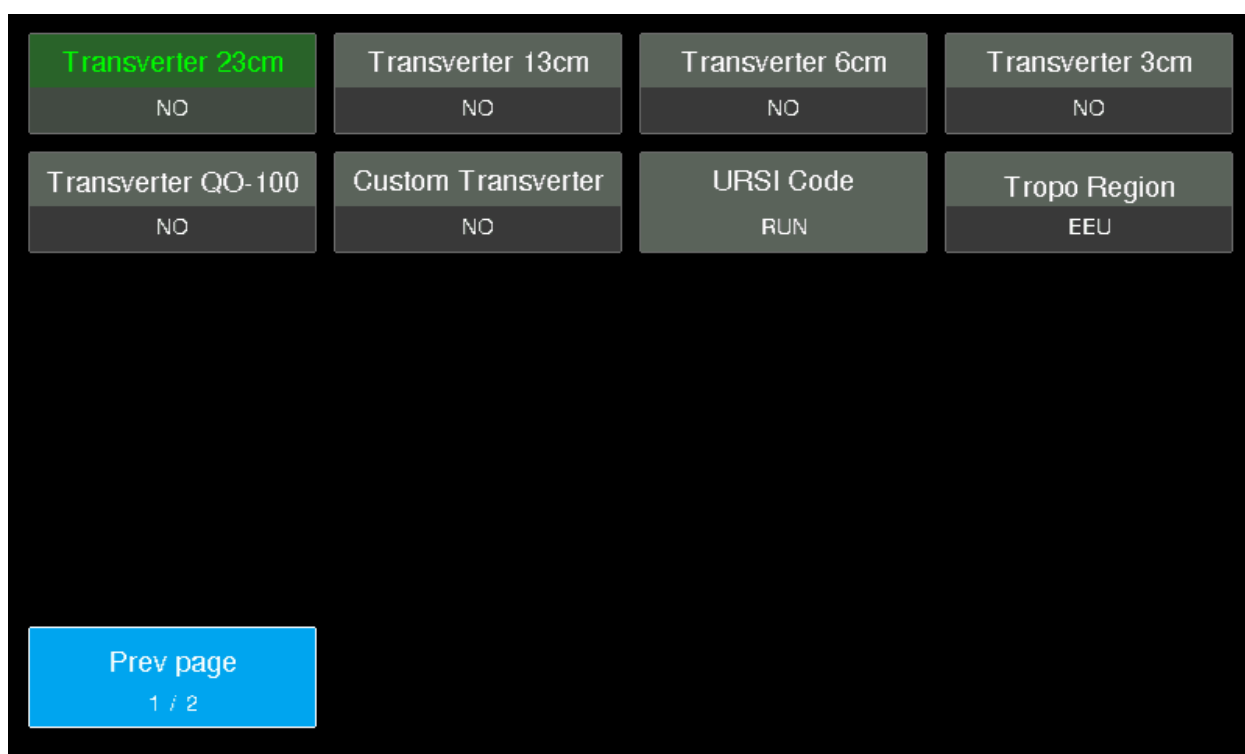 Transverter 23cm
NO
Transverter 13cm
NO
Transverter 6cm
NO
Transverter 3cm
NO
Transverter QO-100
NO
Custom Transverter
NO
URSI Code
RUN
Tropo Region
EEU
Prev page
1 / 2